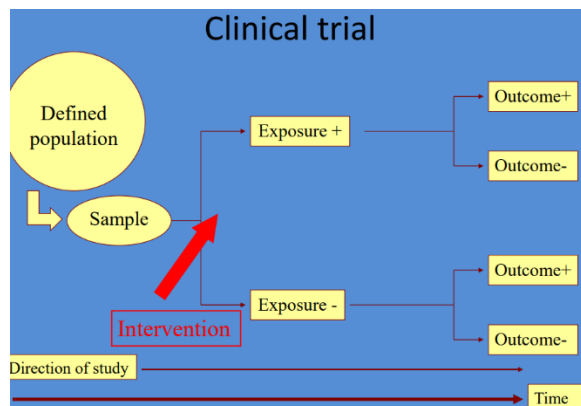 Clinical trial
Defined
population
Sample
Exposure +
Outcome+
Outcome-
Intervention
Exposure -
Outcome+
Outcome-
Direction of study
Time